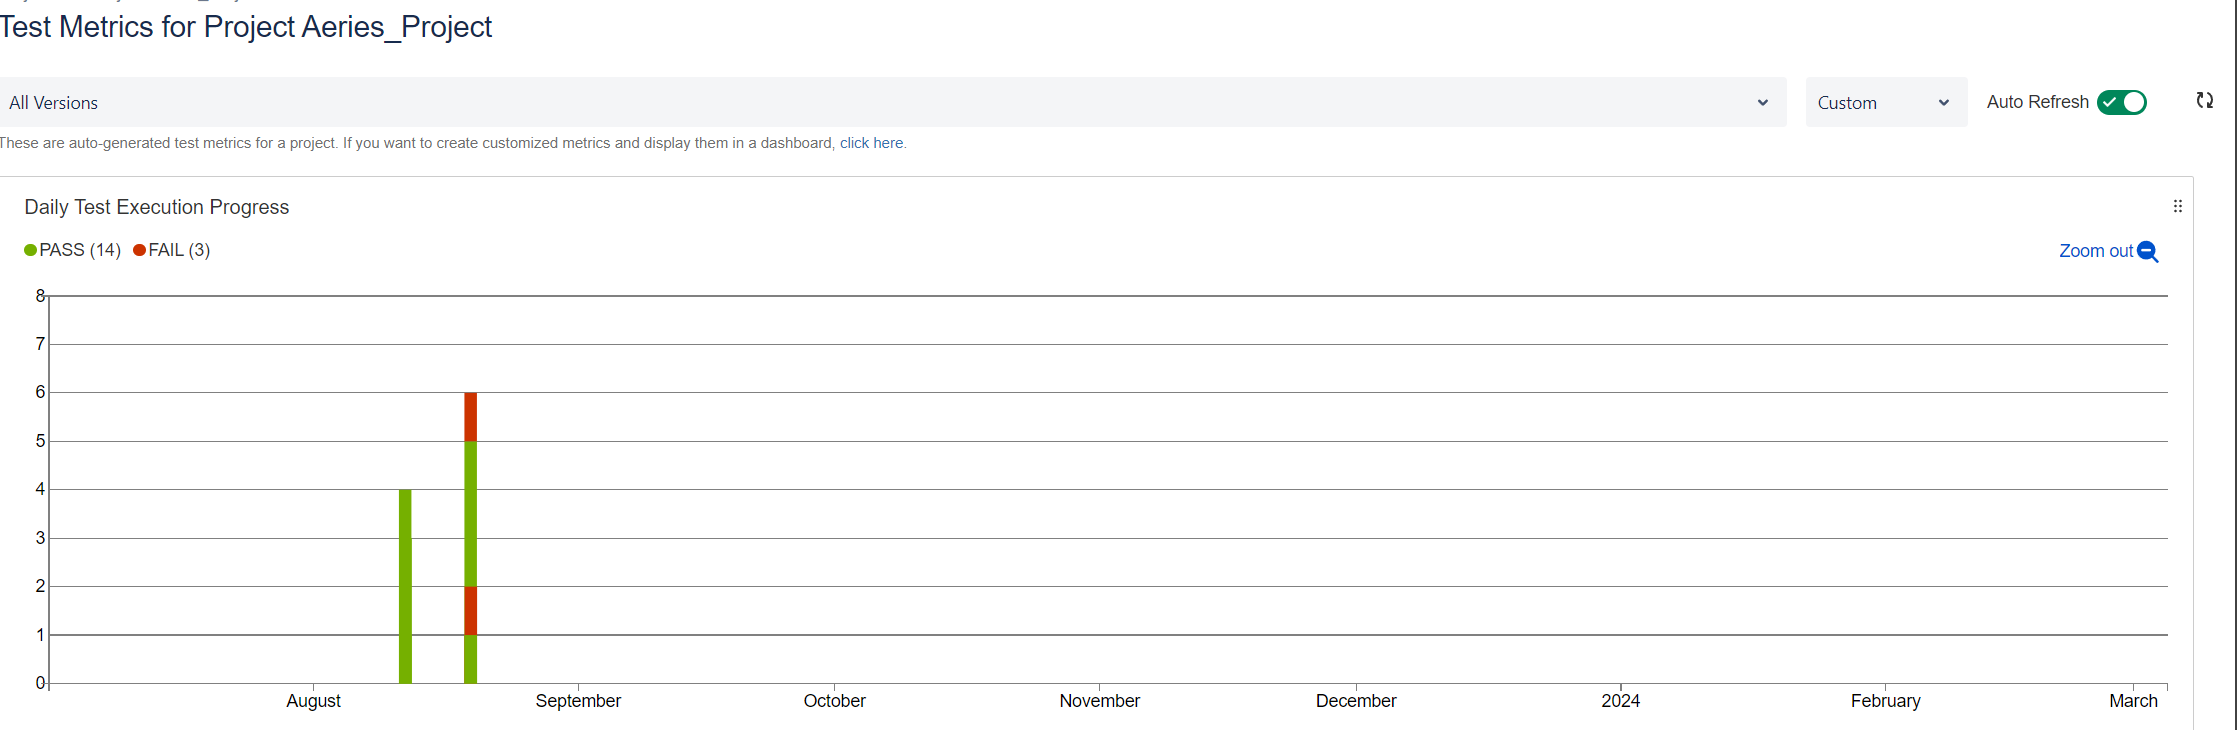 Test Metrics for Project Aeries_Project
All Versions
Custom
Auto Refresh
These are auto-generated test metrics for a project. If you want to create customized metrics and display them in a dashboard, click here.
Daily Test Execution Progress
PASS (14) FAIL (3)
Zoom out
8
7
6
5
4
3
2
1
0
August September October November December 2024 February March